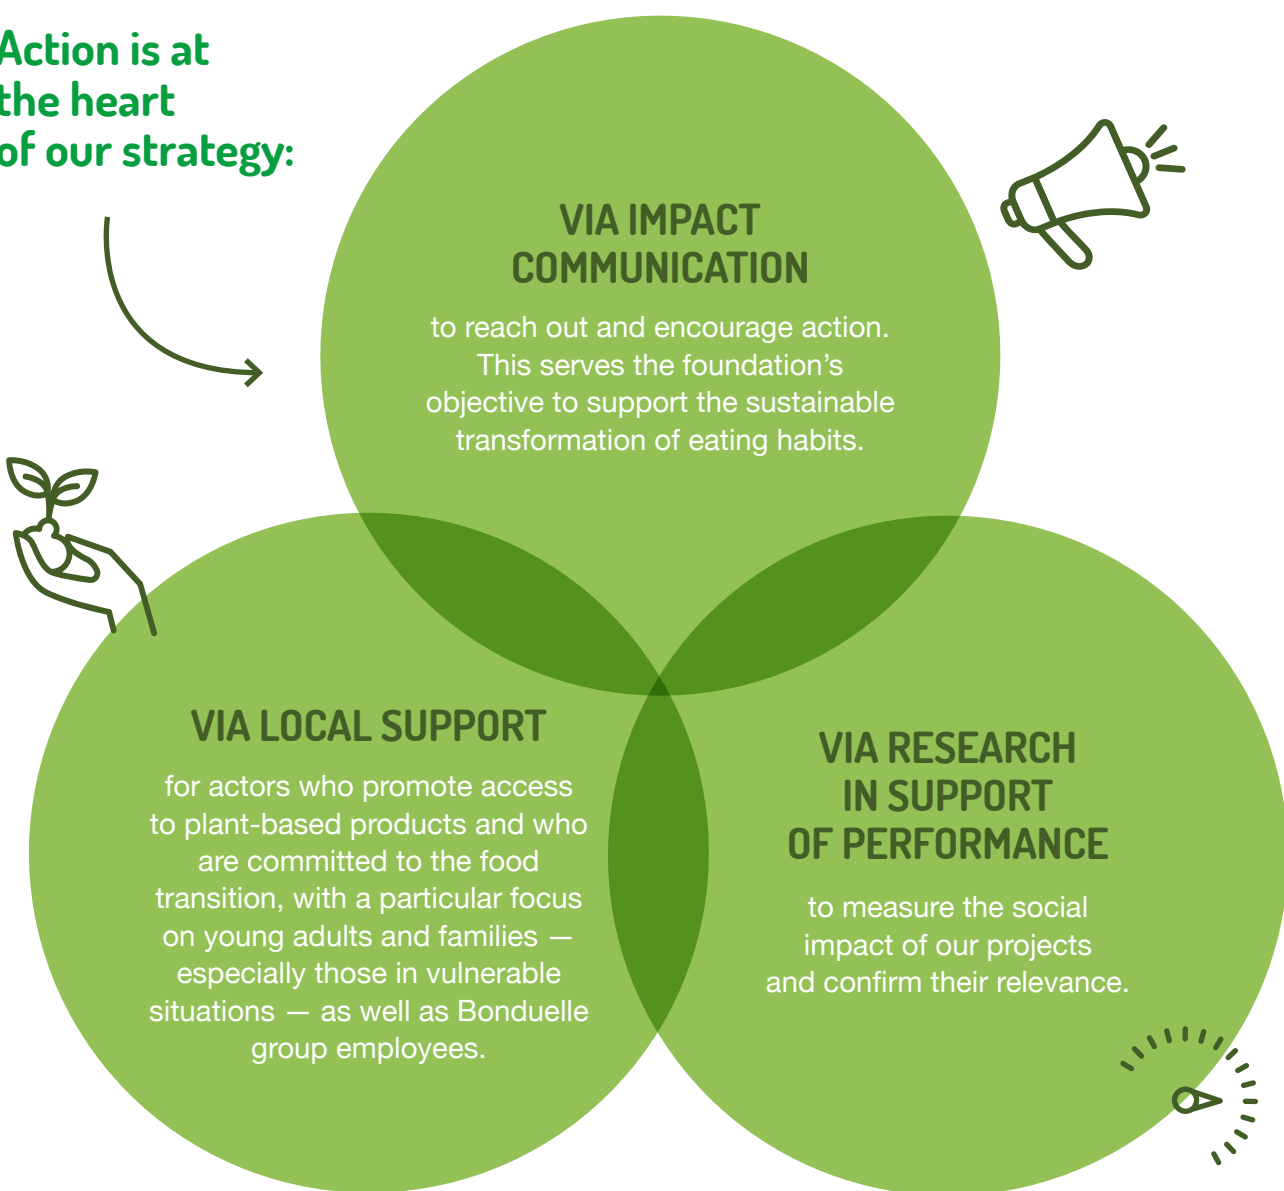 Action is at
the heart
of our strategy:
VIA IMPACT
COMMUNICATION
to reach out and encourage action.
This serves the foundation’s
objective to support the sustainable
transformation of eating habits.
VIA LOCAL SUPPORT
for actors who promote access
to plant-based products and who
are committed to the food
transition, with a particular focus
on young adults and families —
especially those in vulnerable
situations — as well as Bonduelle
group employees.
VIA RESEARCH
IN SUPPORT
OF PERFORMANCE
to measure the social
impact of our projects
and confirm their relevance.